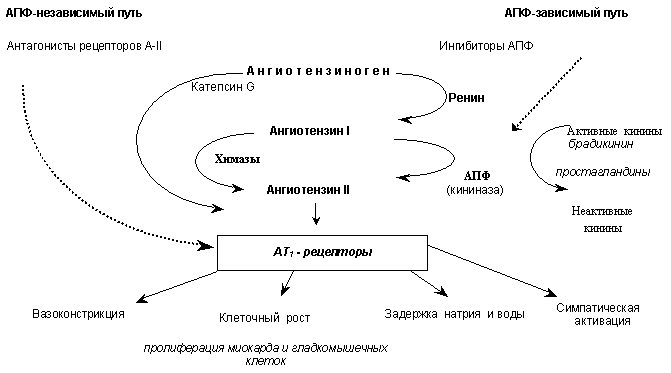 АПФ-независимый путь
АПФ-зависимый путь
Антагонисты рецепторов А-II
Ингибиторы АПФ
Ангиотензиноген
Катепсин G
Ренин
Ангиотензин I
Активные кинины
брадикинин
Химазы
АПФ
(кининаза)
простагландины
Ангиотензин II
Неактивные
кинины
АТ1 - рецепторы
Вазоконстрикция
Клеточный рост
Задержка натрия и воды
Симпатическая
активация
пролиферация миокарда и гладкомышечных
клеток